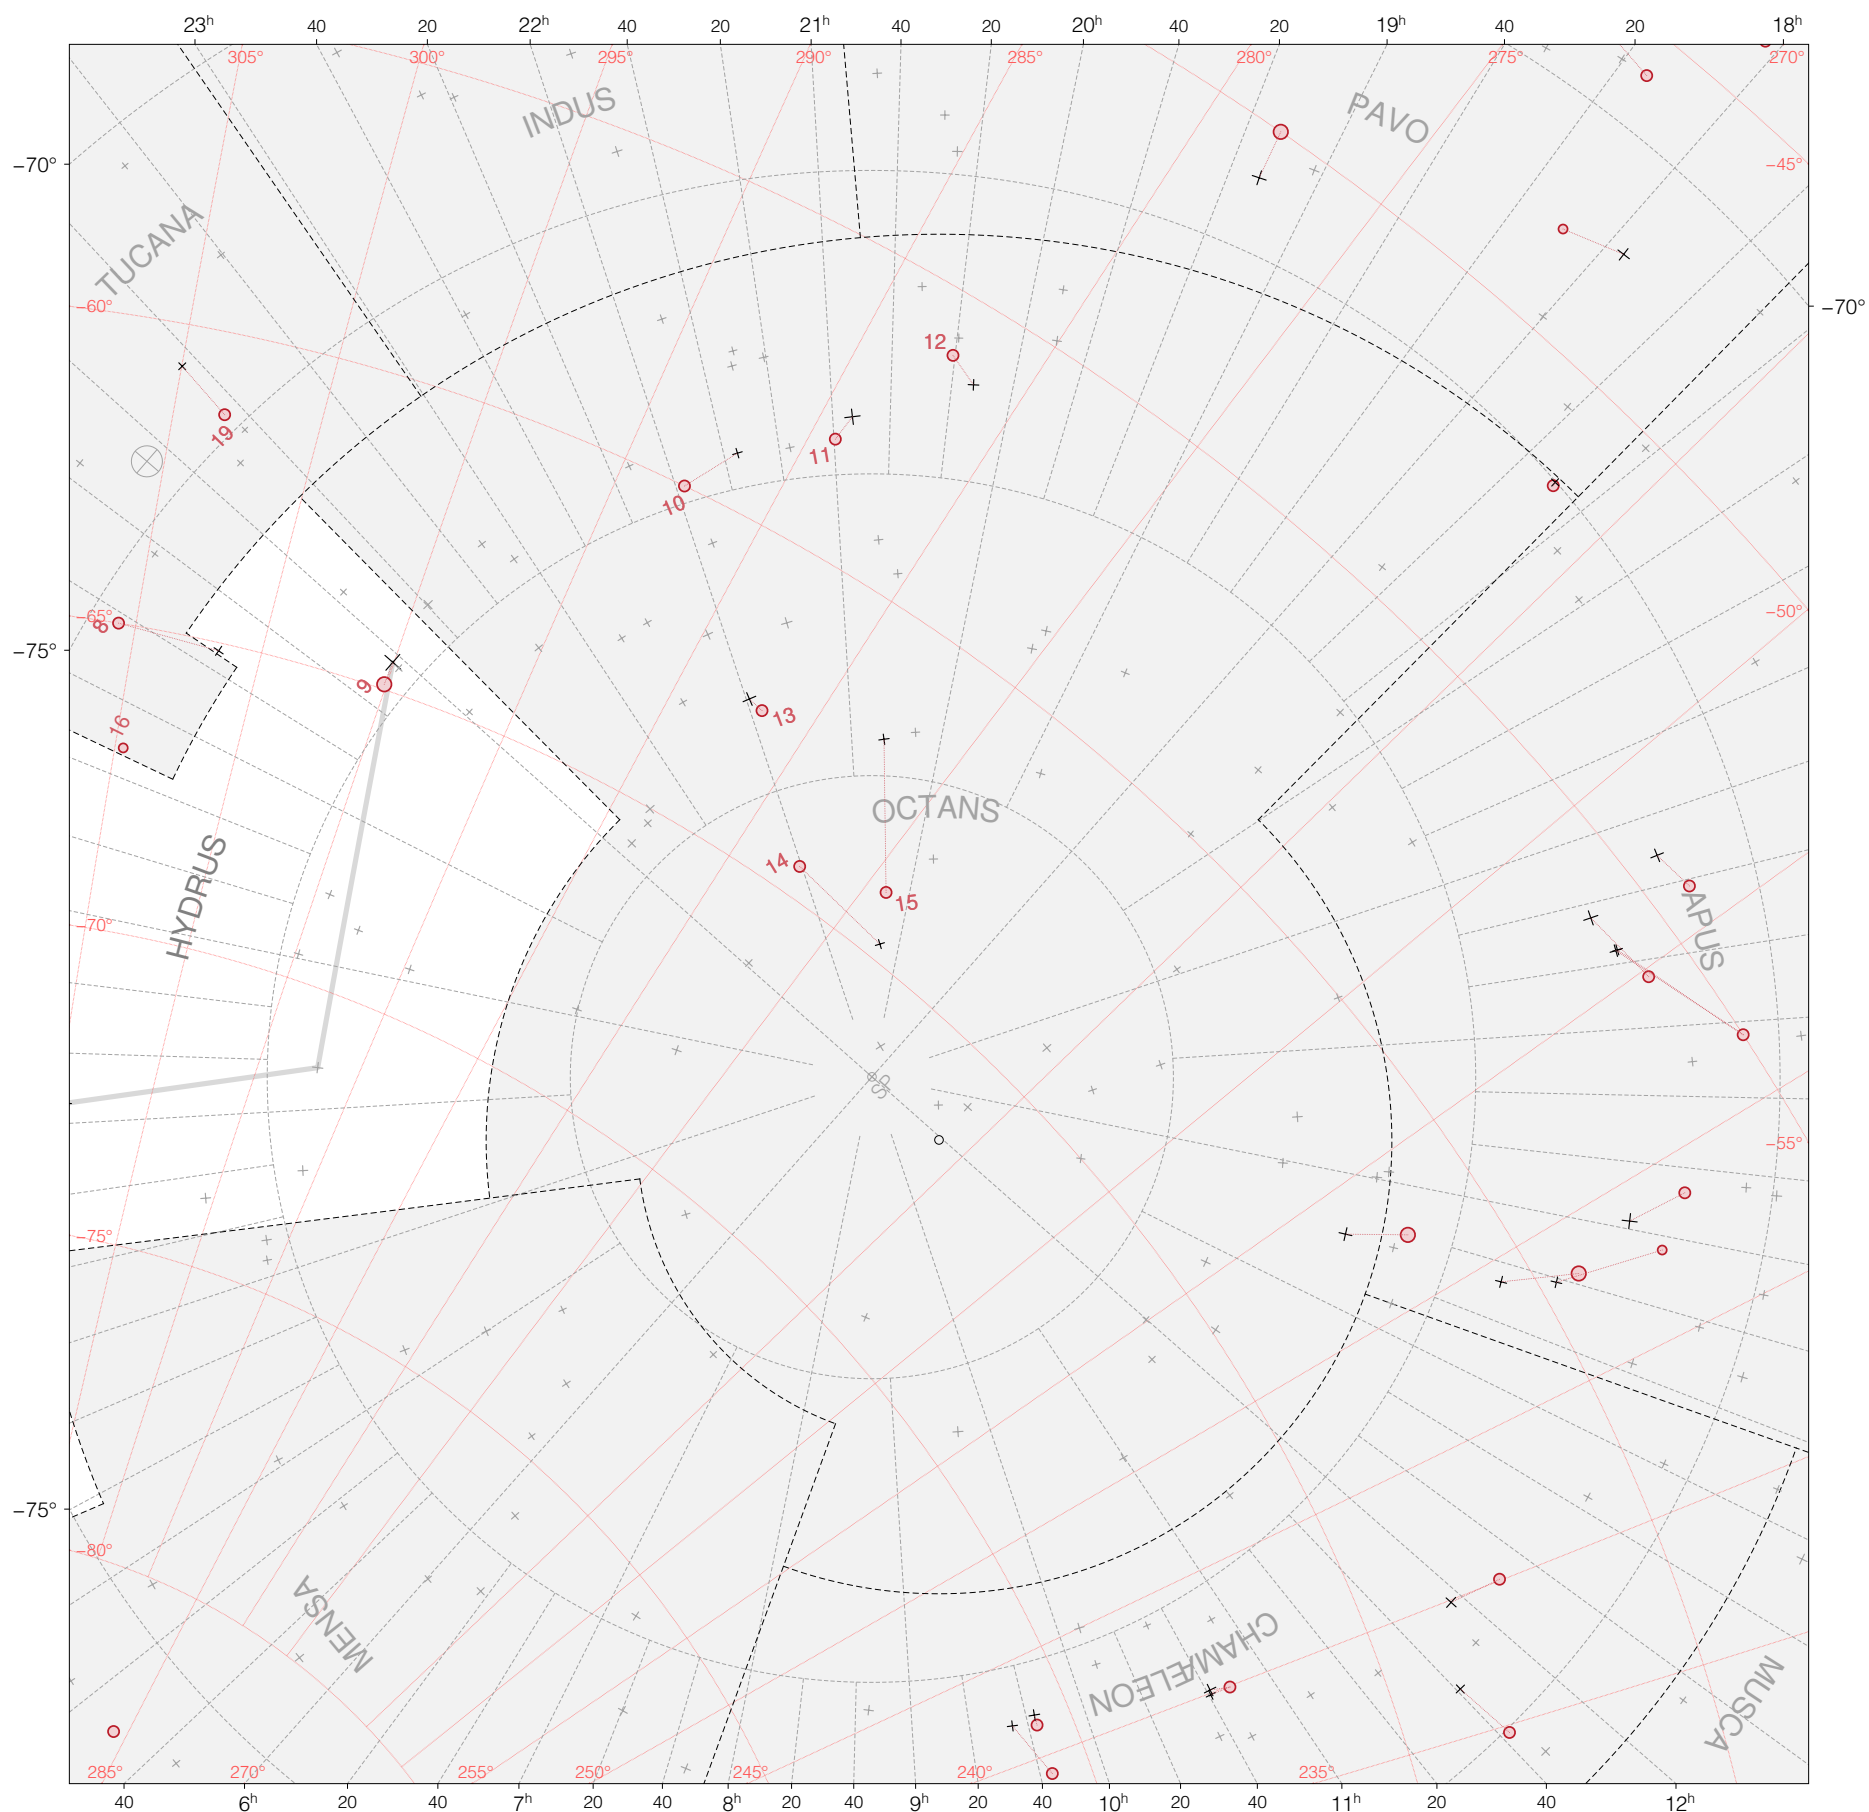 23h 40 20 22h 40 20 21h 40 20 20h 40 20 19h 40 20 18h
305° 300° 295° 290° 285° 280° 275° 270°
INDUS
PAVO
−70°
−45°
TUCANA
−60°
−70°
12
19
11
10
−65°
8
−50°
−75°
9
13
16
OCTANS
14
15
HYDRUS
−70°
APUS
SP
−55°
−75°
−75°
−80°
MENSA
CHAMÆLEON
MUSCA
285° 270° 255° 250° 245° 240° 235°
40 6h 20 40 7h 20 40 8h 20 40 9h 20 40 10h 20 40 11h 20 40 12h